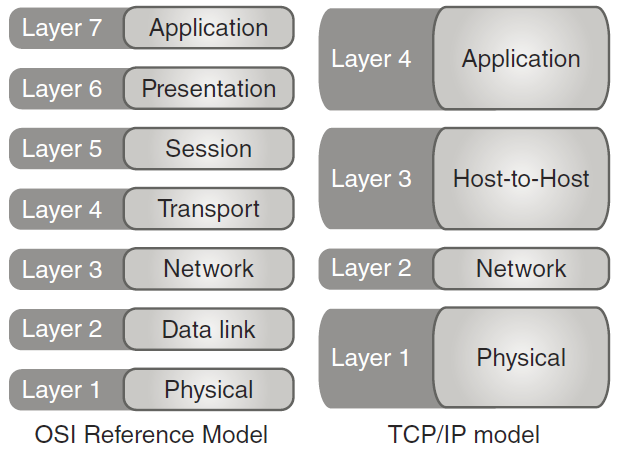 Layer 7 Application
Layer 6 Presentation
Layer 5 Session
Layer 4 Transport
Layer 3 Network
Layer 2 Data link
Layer 1 Physical
OSI Reference Model
Layer 4 Application
Layer 3 Host-to-Host
Layer 2 Network
Layer 1 Physical
TCP/IP model